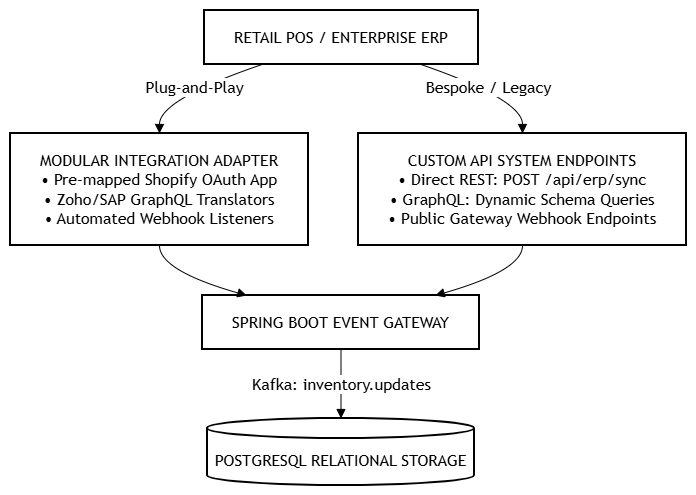 RETAIL POS / ENTERPRISE ERP
Plug-and-Play
Bespoke / Legacy
MODULAR INTEGRATION ADAPTER
• Pre-mapped Shopify OAuth App
• Zoho/SAP GraphQL Translators
• Automated Webhook Listeners
CUSTOM API SYSTEM ENDPOINTS
• Direct REST: POST /api/erp/sync
• GraphQL: Dynamic Schema Queries
• Public Gateway Webhook Endpoints
SPRING BOOT EVENT GATEWAY
Kafka: inventory.updates
POSTGRESQL RELATIONAL STORAGE